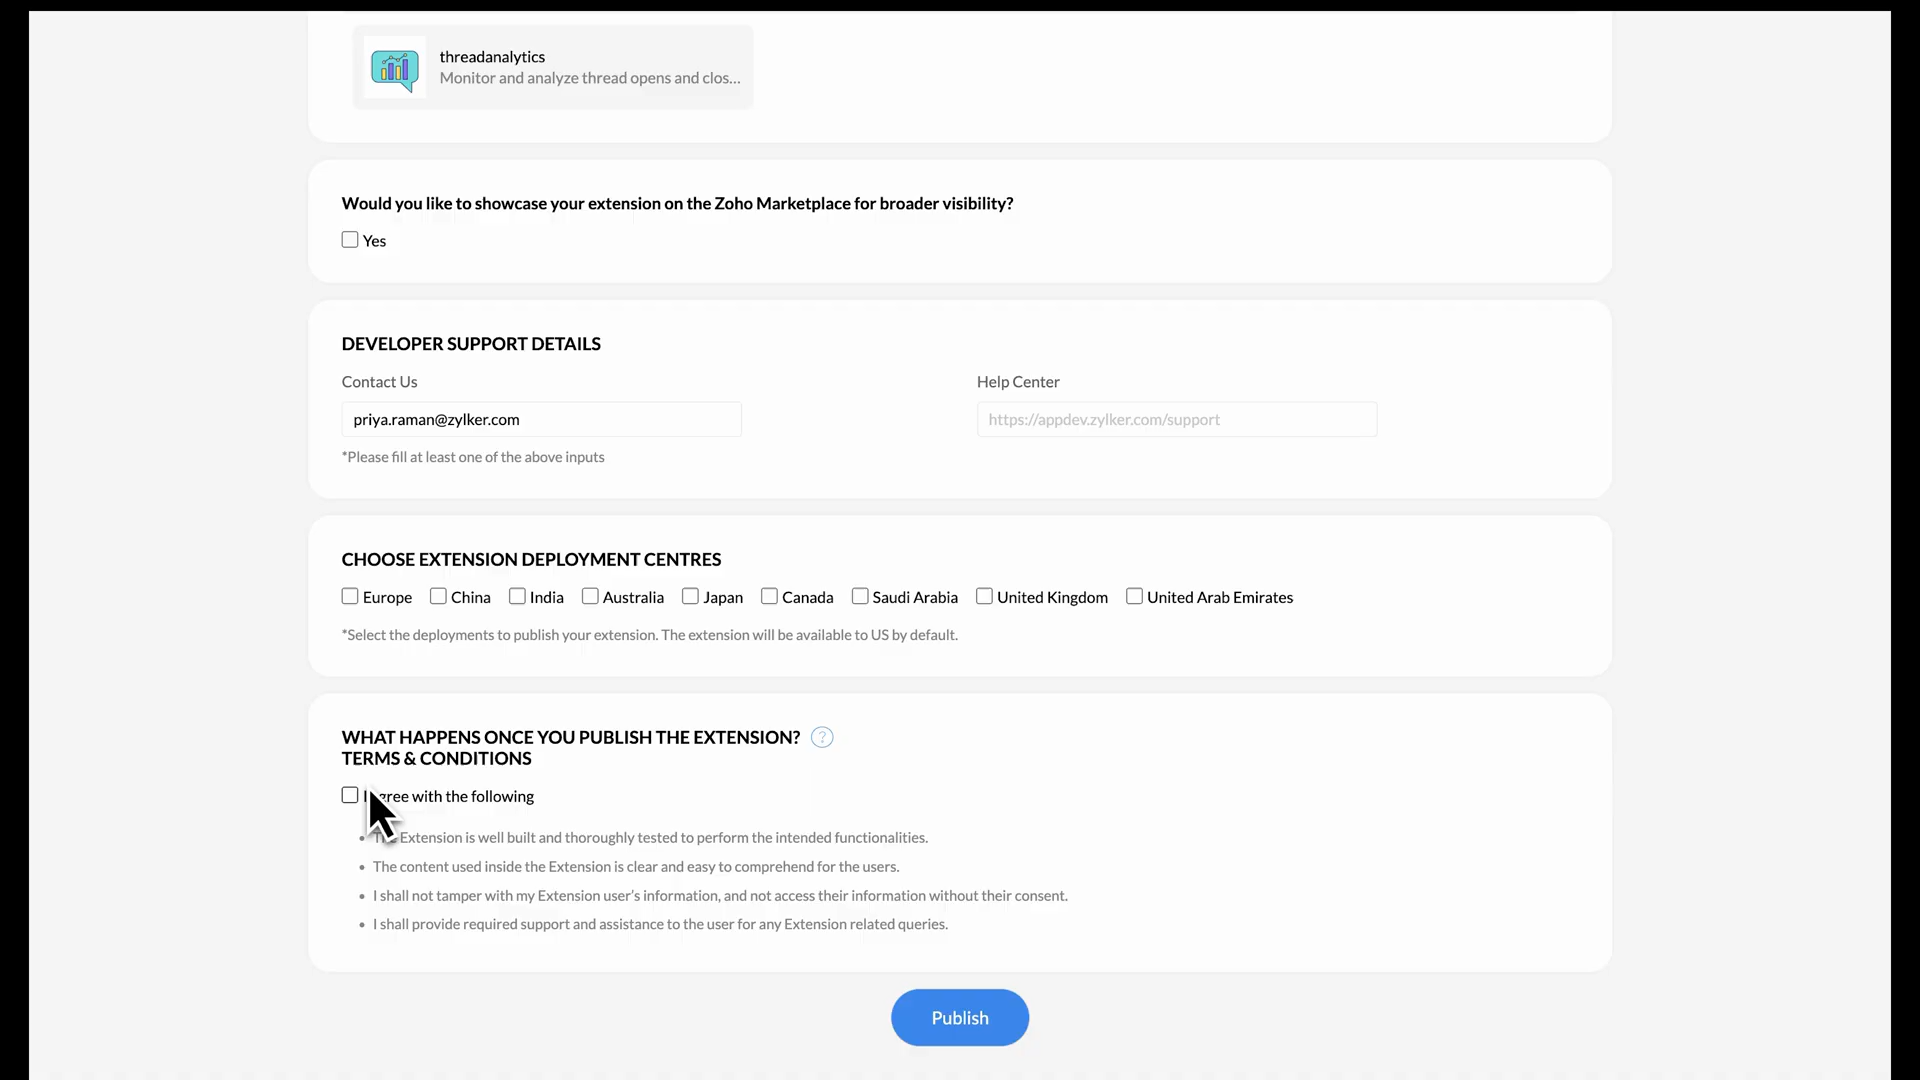 threadanalytics
Monitor and analyze thread opens and clos...
Would you like to showcase your extension on the Zoho Marketplace for broader visibility?
Yes
DEVELOPER SUPPORT DETAILS
Contact Us
Help Center
priya.raman@zylker.com
https://appdev.zylker.com/support
*Please fill at least one of the above inputs
CHOOSE EXTENSION DEPLOYMENT CENTRES
Europe China India Australia Japan Canada Saudi Arabia United Kingdom United Arab Emirates
*Select the deployments to publish your extension. The extension will be available to US by default.
WHAT HAPPENS ONCE YOU PUBLISH THE EXTENSION? ?
TERMS & CONDITIONS
I agree with the following
• The Extension is well built and thoroughly tested to perform the intended functionalities.
• The content used inside the Extension is clear and easy to comprehend for the users.
• I shall not tamper with my Extension user's information, and not access their information without their consent.
• I shall provide required support and assistance to the user for any Extension related queries.
Publish